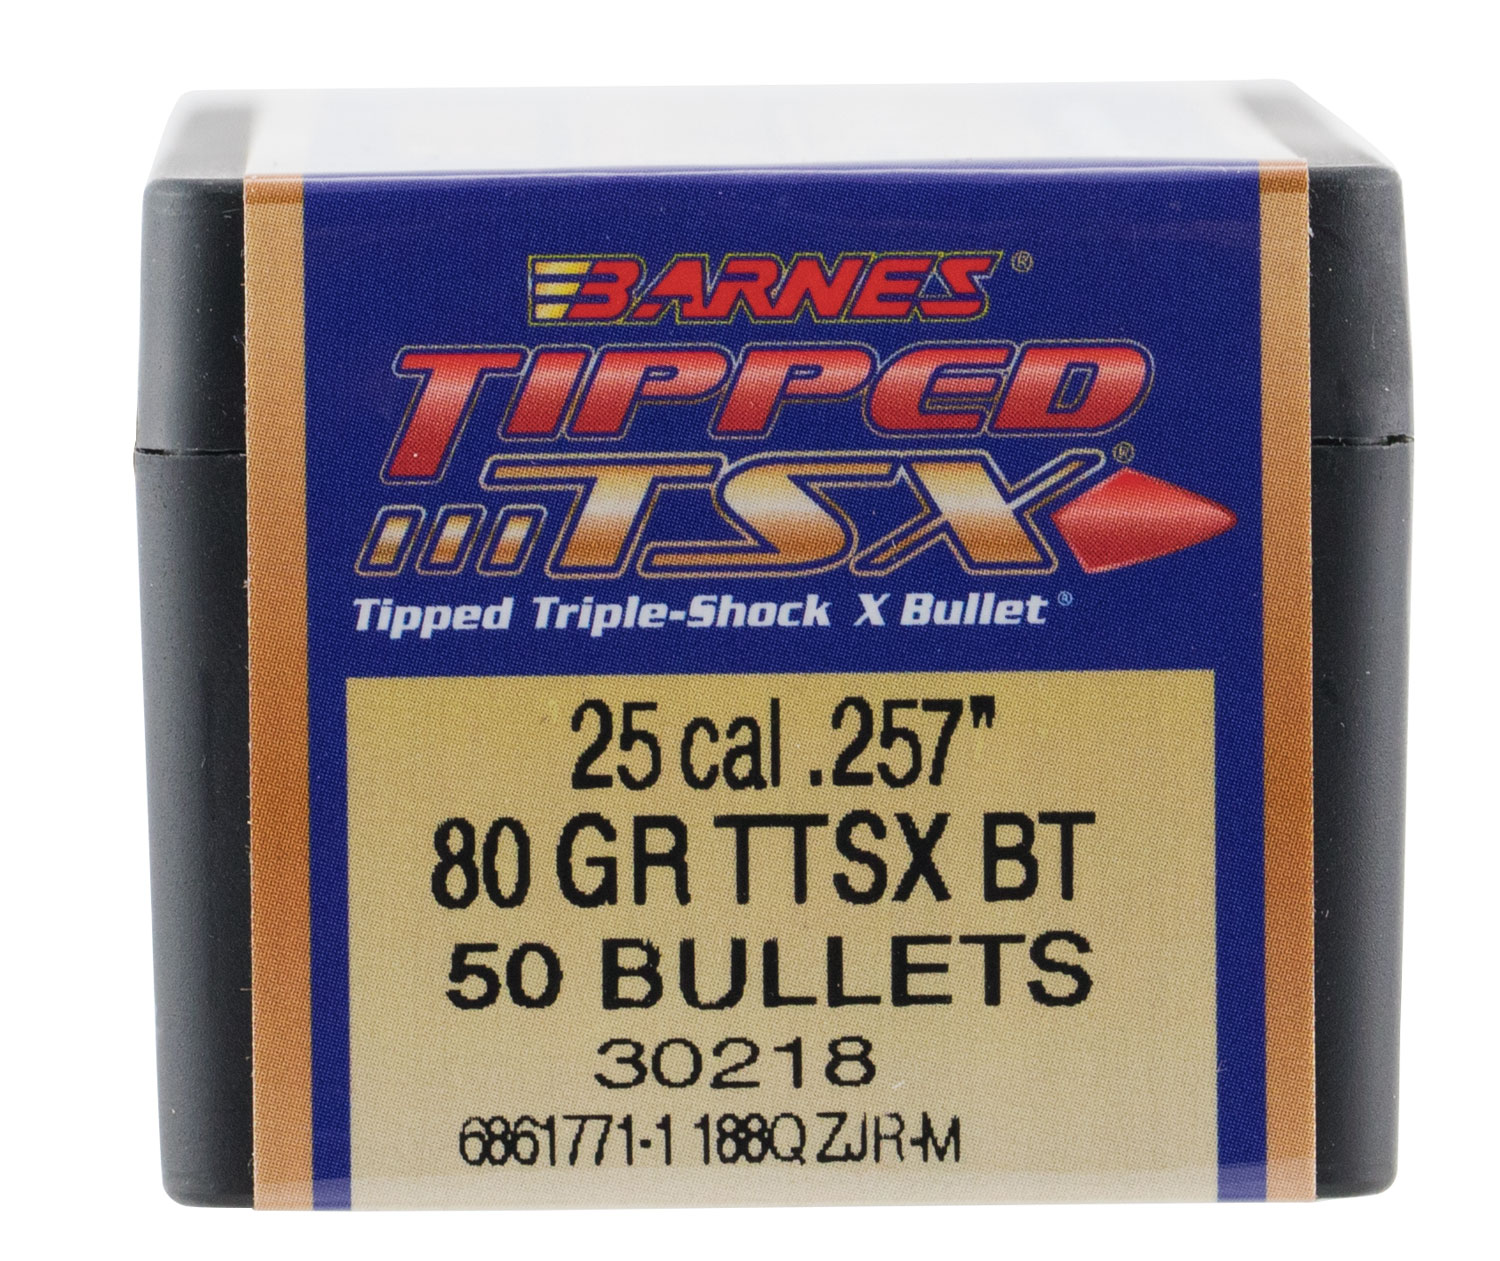 BARNES®
TIPPED
TSX®
Tipped Triple-Shock X Bullet®
25 cal .257"
80 GR TTSX BT
50 BULLETS
30218
6861771-1 188Q ZJR-M